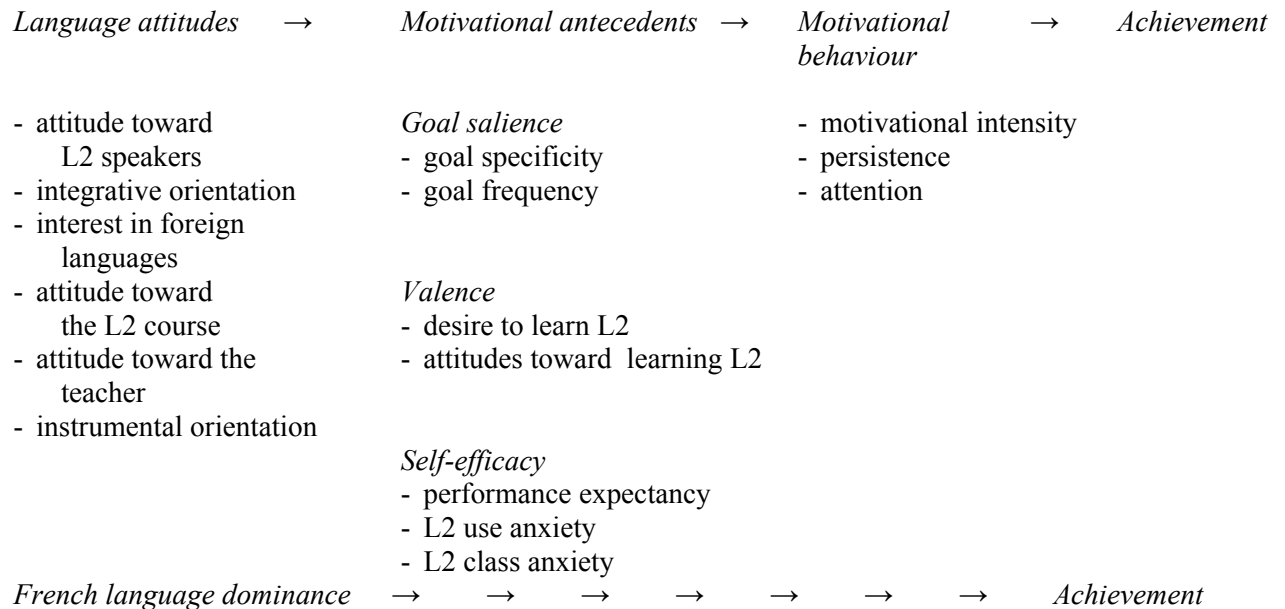 Language attitudes → Motivational antecedents → Motivational → Achievement
behaviour
- attitude toward Goal salience - motivational intensity
L2 speakers - goal specificity - persistence
- integrative orientation - goal frequency - attention
- interest in foreign
languages
- attitude toward Valence
the L2 course - desire to learn L2
- attitude toward the - attitudes toward learning L2
teacher
- instrumental orientation
Self-efficacy
- performance expectancy
- L2 use anxiety
- L2 class anxiety
French language dominance → → → → → → → Achievement